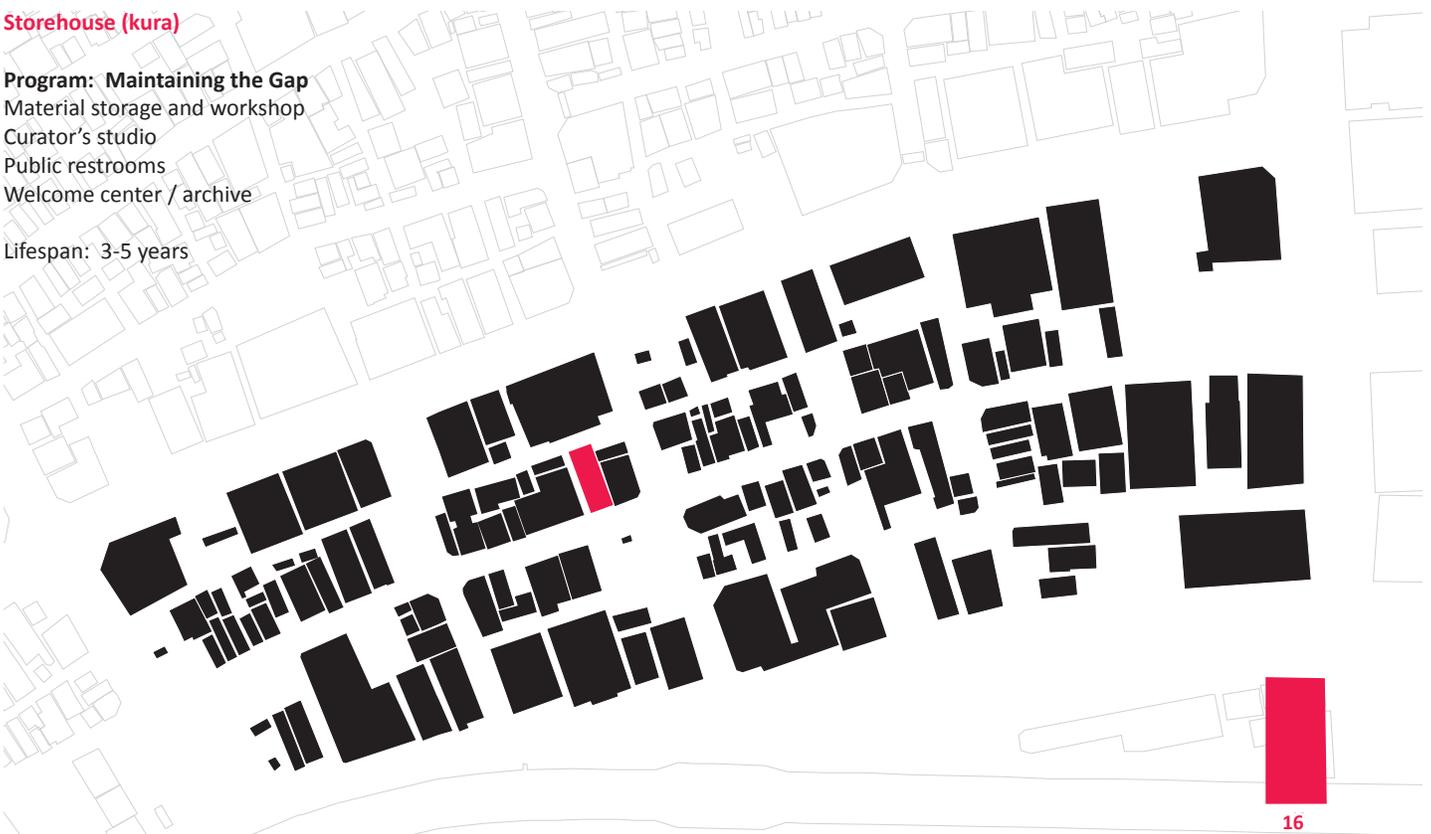 Storehouse (kura)
Program:  Maintaining the Gap
Material storage and workshop
Curator’s studio
Public restrooms
Welcome center / archive
Lifespan:  3-5 years
16